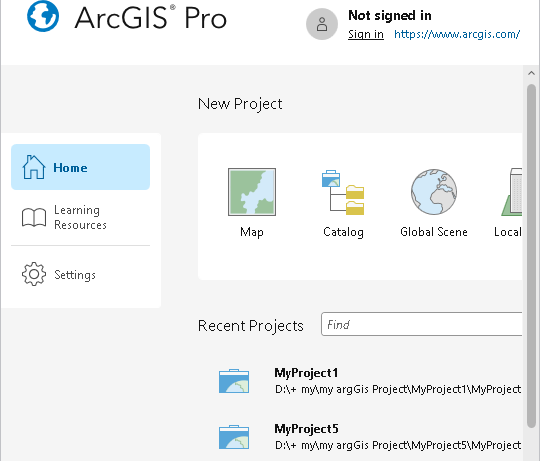 ArcGIS® Pro
Not signed in
Sign in https://www.arcgis.com/
New Project
Home
Learning
Resources
Settings
Map
Catalog
Global Scene
Local
Recent Projects
Find
MyProject1
D:\+ my\my argGis Project\MyProject1\MyProject
MyProject5
D:\+ my\my argGis Project\MyProject5\MyProject